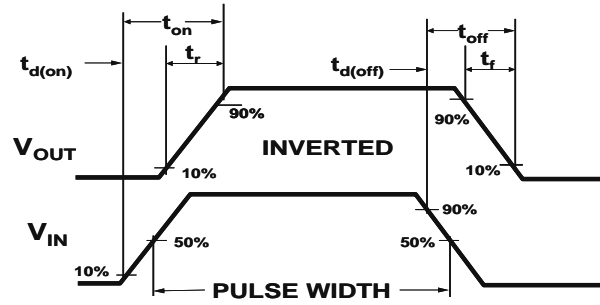 ton
toff
td(on)
tr
td(off)
tf
90%
90%
VOUT
INVERTED
10%
10%
90%
VIN
50%
50%
10%
PULSE WIDTH